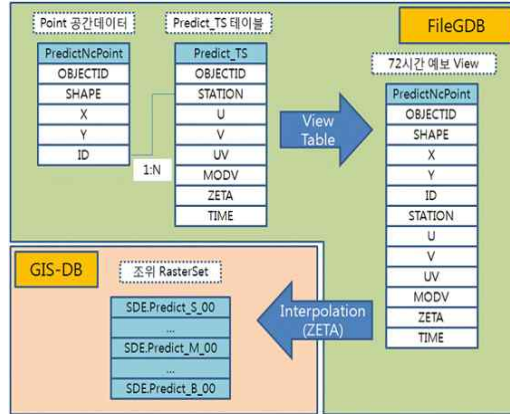 Point 공간데이터
Predict_TS 테이블
FileGDB
PredictNcPoint
OBJECTID
SHAPE
X
Y
ID
1:N
Predict_TS
OBJECTID
STATION
U
V
UV
MODV
ZETA
TIME
View
Table
72시간 예보 View
PredictNcPoint
OBJECTID
SHAPE
X
Y
ID
STATION
U
V
UV
MODV
ZETA
TIME
Interpolation
(ZETA)
GIS-DB
조위 RasterSet
SDE.Predict_S_00
...
SDE.Predict_M_00
...
SDE.Predict_B_00